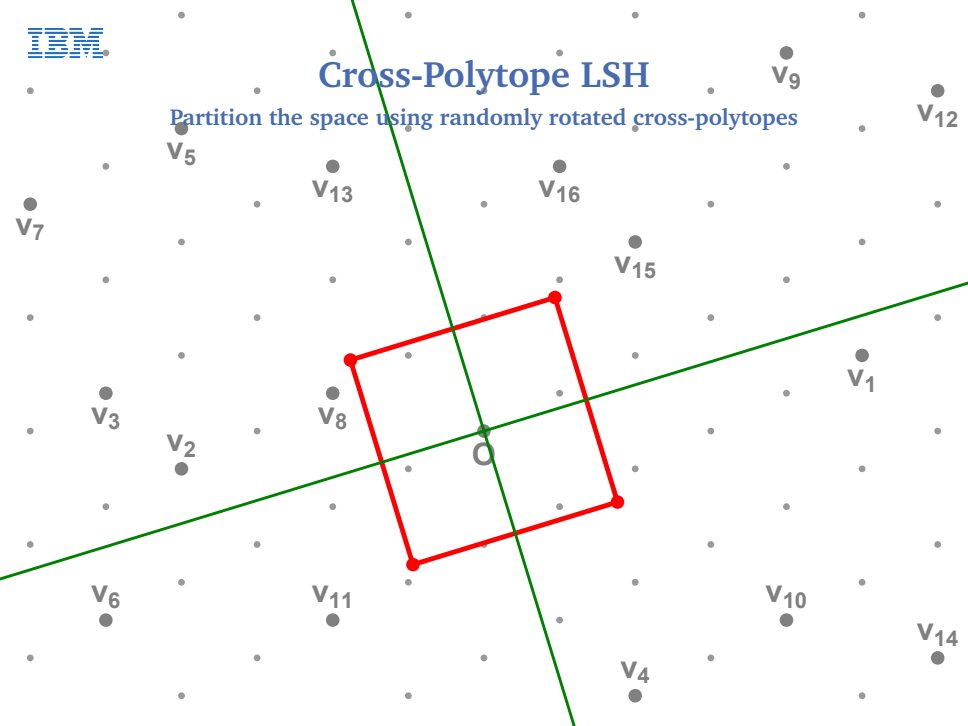 IBM
Cross-Polytope LSH
Partition the space using randomly rotated cross-polytopes
v9
v12
v5
v13
v16
v7
v15
v1
v3
v8
v2
O
v6
v11
v10
v14
v4